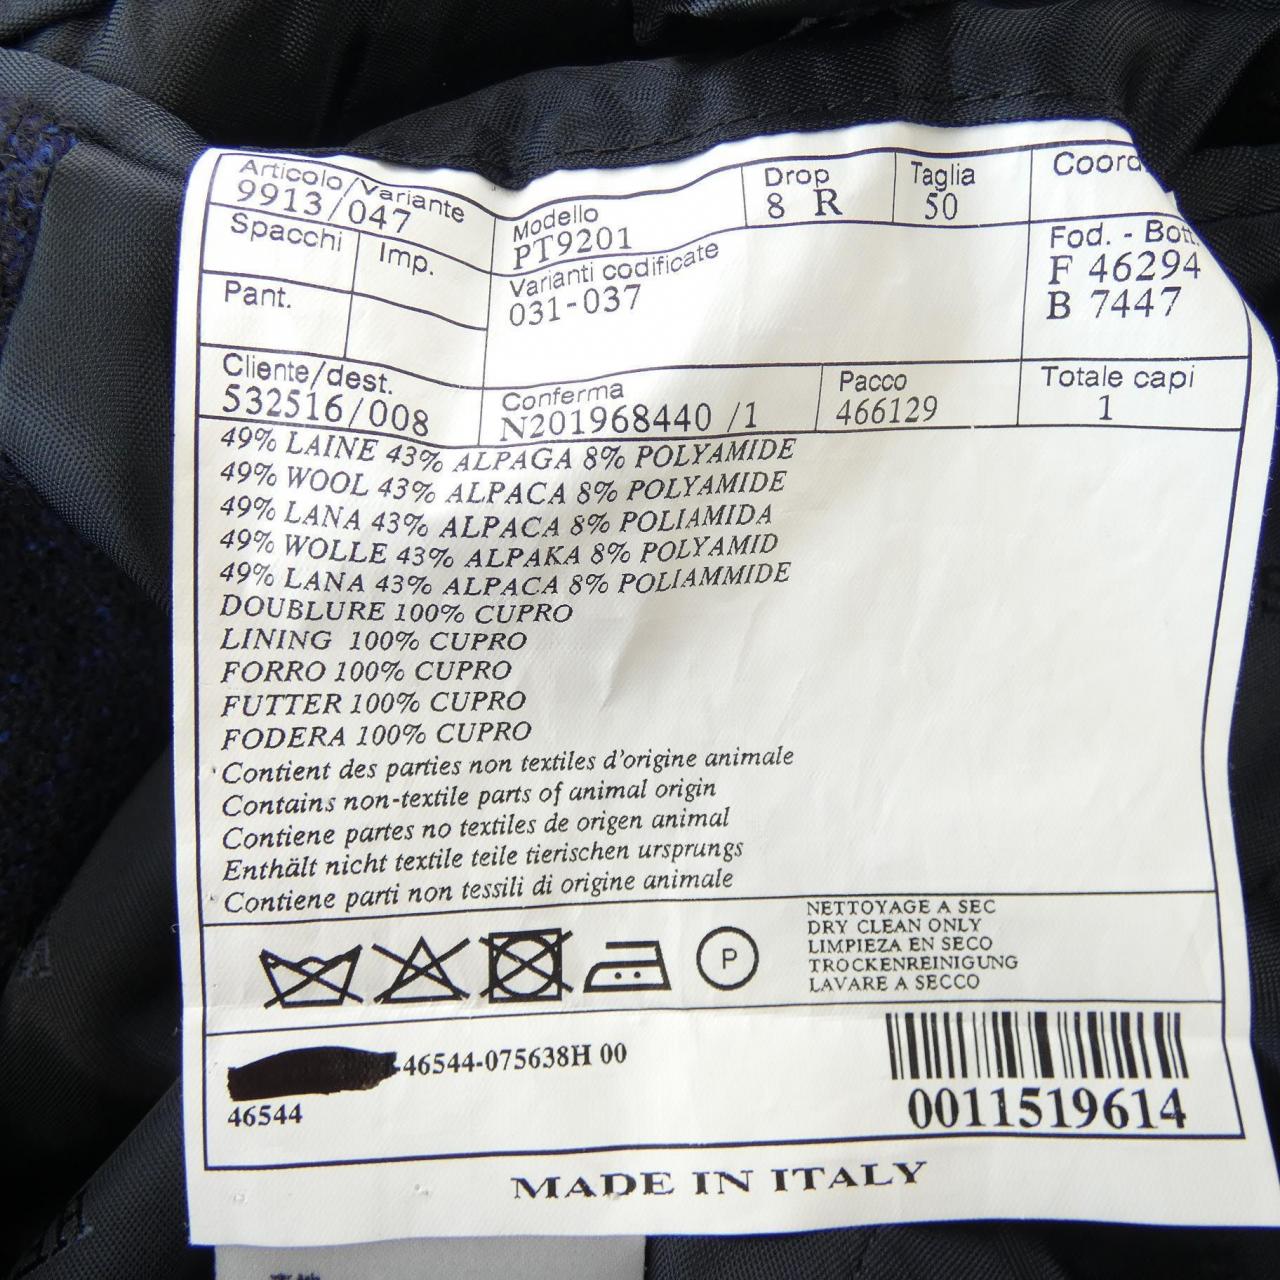 Articolo/Variante
9913/047
Modello
PT9201
Drop
8 R
Taglia
50
Coord
Spacchi
Imp.
Varianti codificate
031-037
Fod. - Bott.
F 46294
B 7447
Pant.
Cliente/dest.
532516/008
Conferma
N201968440 /1
Pacco
466129
Totale capi
1
49% LAINE 43% ALPAGA 8% POLYAMIDE
49% WOOL 43% ALPACA 8% POLYAMIDE
49% LANA 43% ALPACA 8% POLIAMIDA
49% WOLLE 43% ALPAKA 8% POLYAMID
49% LANA 43% ALPACA 8% POLIAMMIDE
DOUBLURE 100% CUPRO
LINING 100% CUPRO
FORRO 100% CUPRO
FUTTER 100% CUPRO
FODERA 100% CUPRO
Contient des parties non textiles d'origine animale
Contains non-textile parts of animal origin
Contiene partes no textiles de origen animal
Enthält nicht textile teile tierischen ursprungs
Contiene parti non tessili di origine animale
P
NETTOYAGE A SEC
DRY CLEAN ONLY
LIMPIEZA EN SECO
TROCKENREINIGUNG
LAVARE A SECCO
-46544-075638H 00
46544
0011519614
MADE IN ITALY